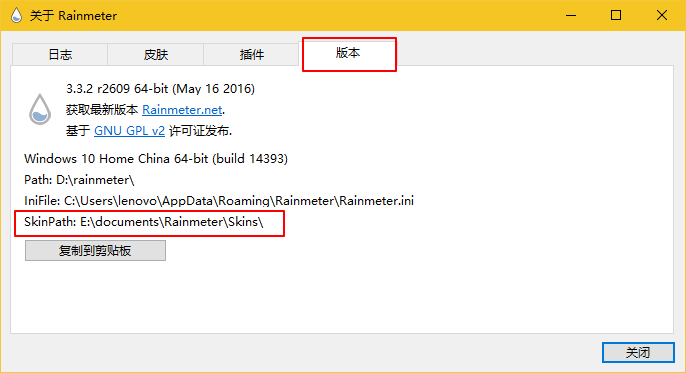 关于 Rainmeter
日志 皮肤 插件 版本
3.3.2 r2609 64-bit (May 16 2016)
获取最新版本 Rainmeter.net.
基于 GNU GPL v2 许可证发布.
Windows 10 Home China 64-bit (build 14393)
Path: D:\rainmeter\
IniFile: C:\Users\lenovo\AppData\Roaming\Rainmeter\Rainmeter.ini
SkinPath: E:\documents\Rainmeter\Skins\
复制到剪贴板
关闭